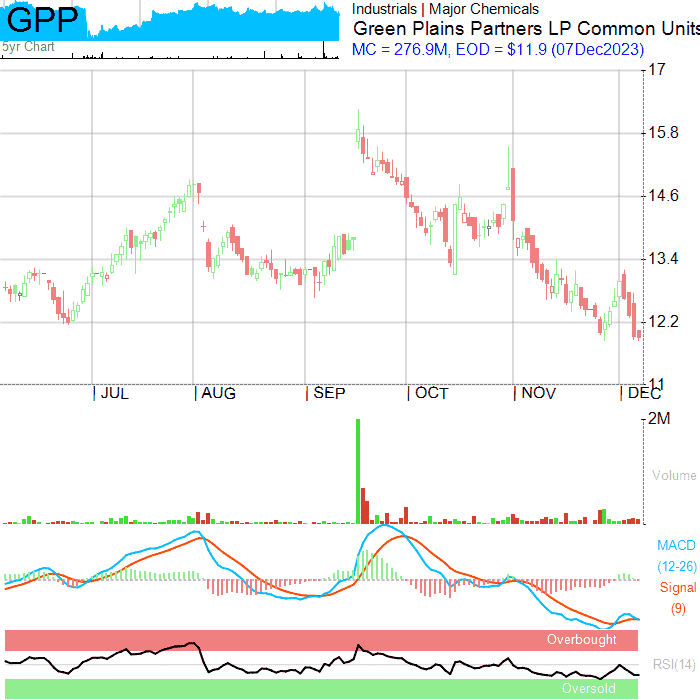 GPP
5yr Chart
Industrials | Major Chemicals
Green Plains Partners LP Common Units
MC = 276.9M, EOD = $11.9 (07Dec2023)
17
15.8
14.6
13.4
12.2
11
JUL
AUG
SEP
OCT
NOV
DEC
2M
Volume
MACD
(12-26)
Signal
(9)
Overbought
RSI(14)
Oversold